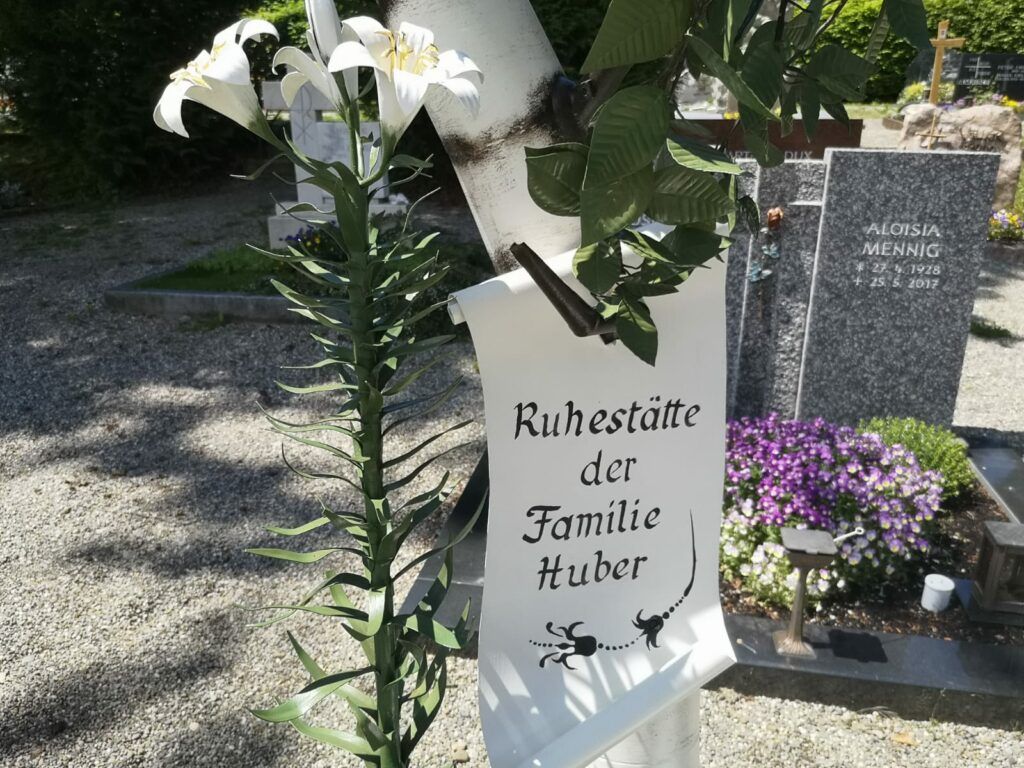 Ruhestätte
der
Familie
Huber
ALOISIA
MENNIG
* 27. 4. 1928
+ 25. 5. 2017